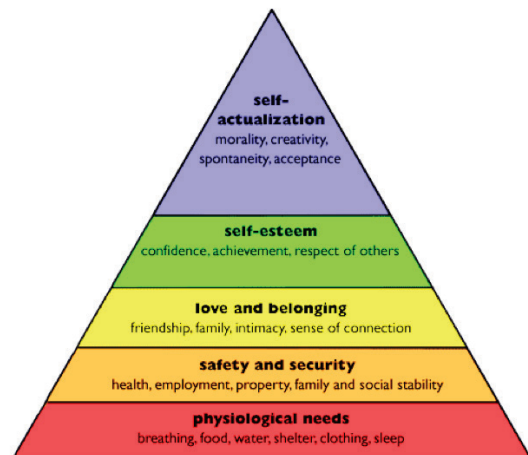 self-
actualization
morality, creativity,
spontaneity, acceptance
self-esteem
confidence, achievement, respect of others
love and belonging
friendship, family, intimacy, sense of connection
safety and security
health, employment, property, family and social stability
physiological needs
breathing, food, water, shelter, clothing, sleep